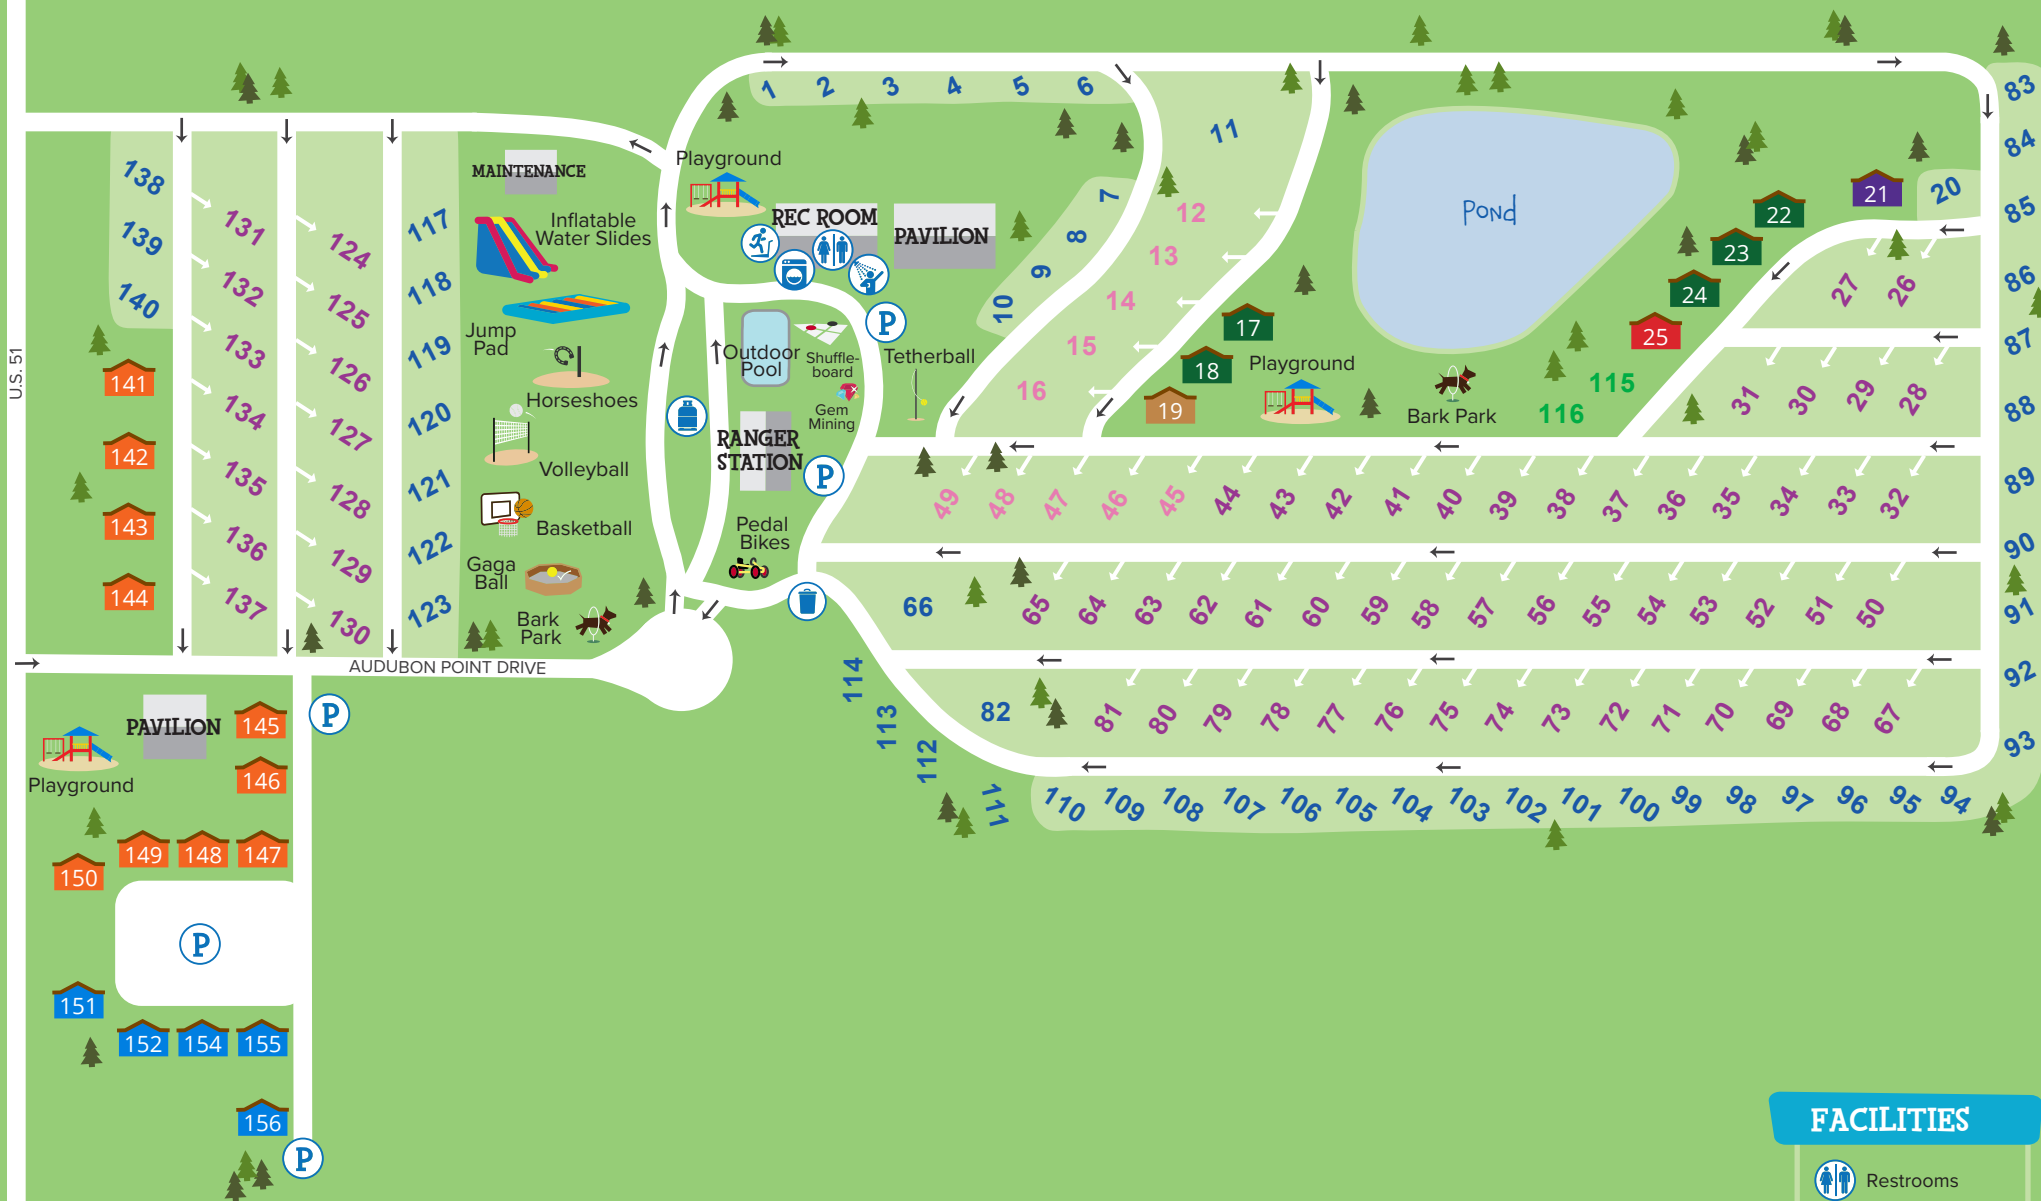 1 2 3 4 5 6
83
11
84
138
MAINTENANCE
Playground
7
12
21
20
139
131
124
117
Inflatable
Water Slides
REC ROOM
PAVILION
8
13
Pond
22
85
23
9
140
132
125
118
10
14
24
27 26
86
Jump
Pad
P
17
25
U.S. 51
133
126
119
Outdoor
Pool
Shuffle-
board
Tetherball
15
18
Playground
87
141
Horseshoes
Gem
Mining
16
19
Bark Park
115
116
31 30 29 28
88
134
127
120
142
RANGER
STATION
P
Volleyball
135
128
121
49 48 47 46 45 44 43 42 41 40 39 38 37 36 35 34 33 32
89
143
Basketball
Pedal
Bikes
136
129
122
90
Gaga
Ball
144
137
130
123
Bark
Park
66
65 64 63 62 61 60 59 58 57 56 55 54 53 52 51 50
91
AUDUBON POINT DRIVE
114
92
PAVILION
145
P
113
82
81 80 79 78 77 76 75 74 73 72 71 70 69 68 67
93
Playground
146
112
111
110 109 108 107 106 105 104 103 102 101 100 99 98 97 96 95 94
150
149 148 147
P
151
152 154 155
156
P
FACILITIES
Restrooms